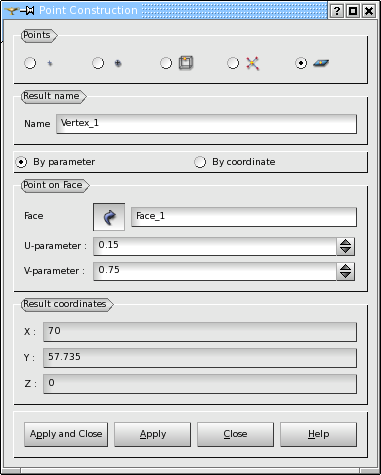 Point Construction
Points
Result name
Name Vertex_1
By parameter By coordinate
Point on Face
Face Face_1
U-parameter : 0.15
V-parameter : 0.75
Result coordinates
X : 70
Y : 57.735
Z : 0
Apply and Close Apply Close Help